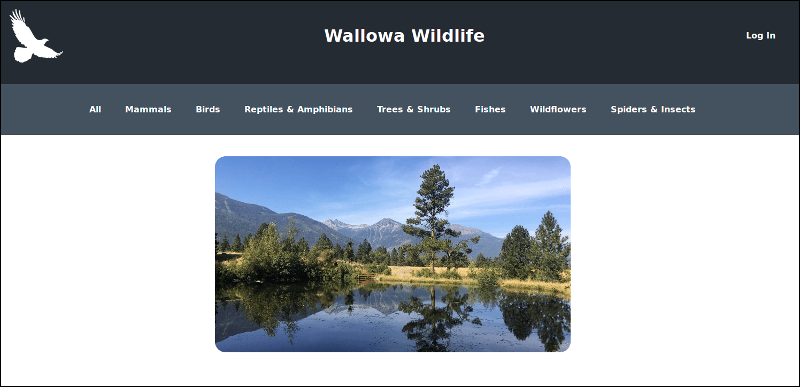 Wallowa Wildlife
Log In
All Mammals Birds Reptiles & Amphibians Trees & Shrubs Fishes Wildflowers Spiders & Insects